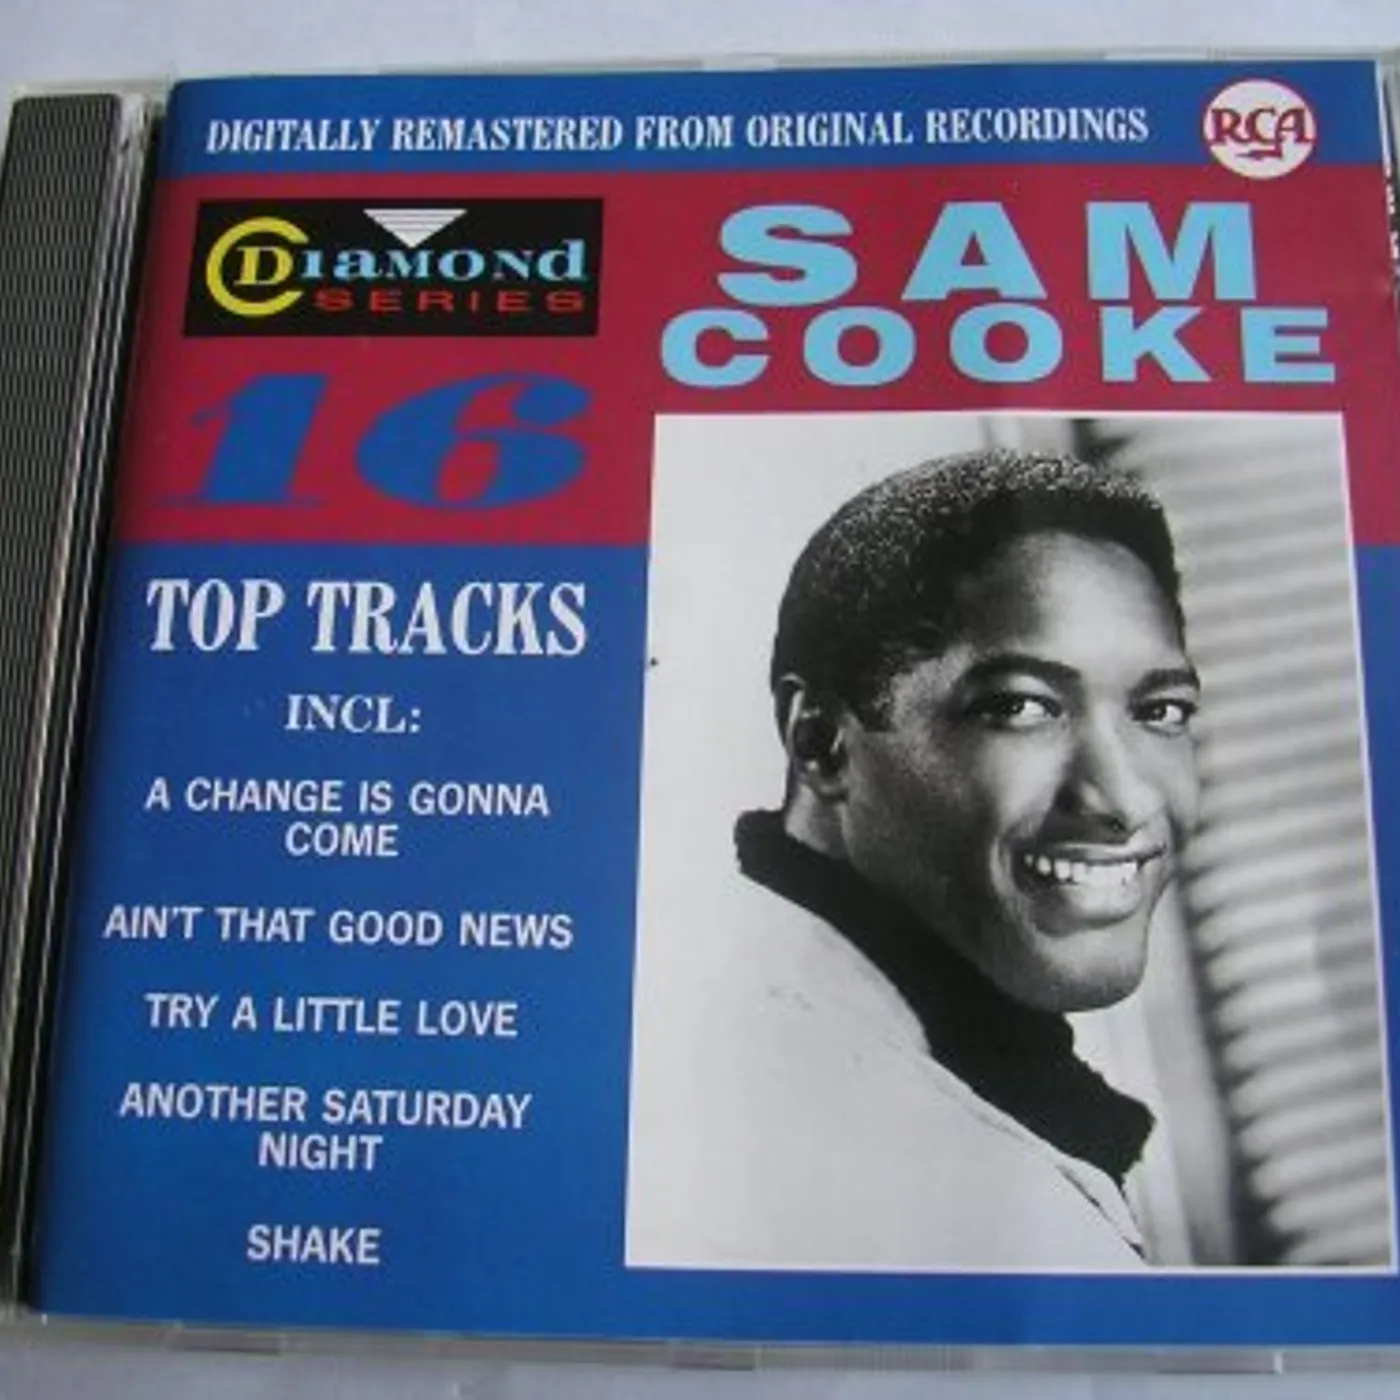 DIGITALLY REMASTERED FROM ORIGINAL RECORDINGS
RCA
CDIAMOND
SERIES
SAM
COOKE
16
TOP TRACKS
INCL:
A CHANGE IS GONNA
COME
AIN'T THAT GOOD NEWS
TRY A LITTLE LOVE
ANOTHER SATURDAY
NIGHT
SHAKE